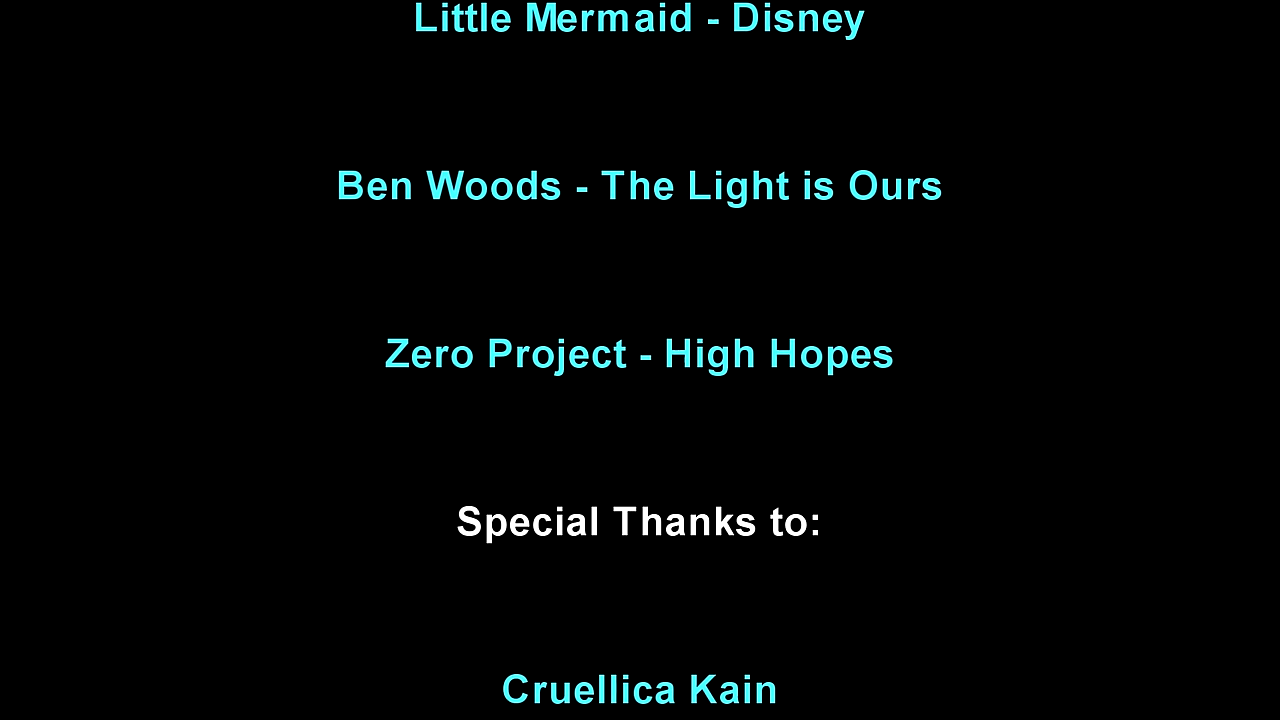 Little Mermaid - Disney
Ben Woods - The Light is Ours
Zero Project - High Hopes
Special Thanks to:
Cruellica Kain